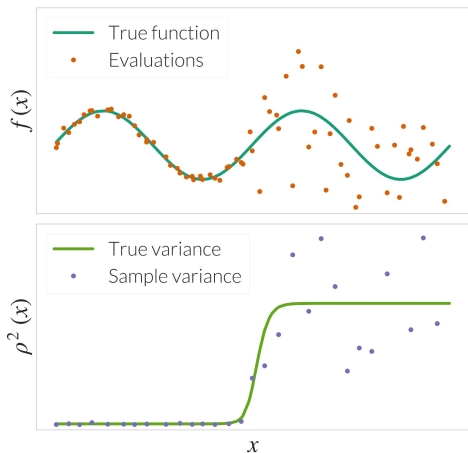 True function
Evaluations
f (x)
True variance
Sample variance
ρ² (x)
x